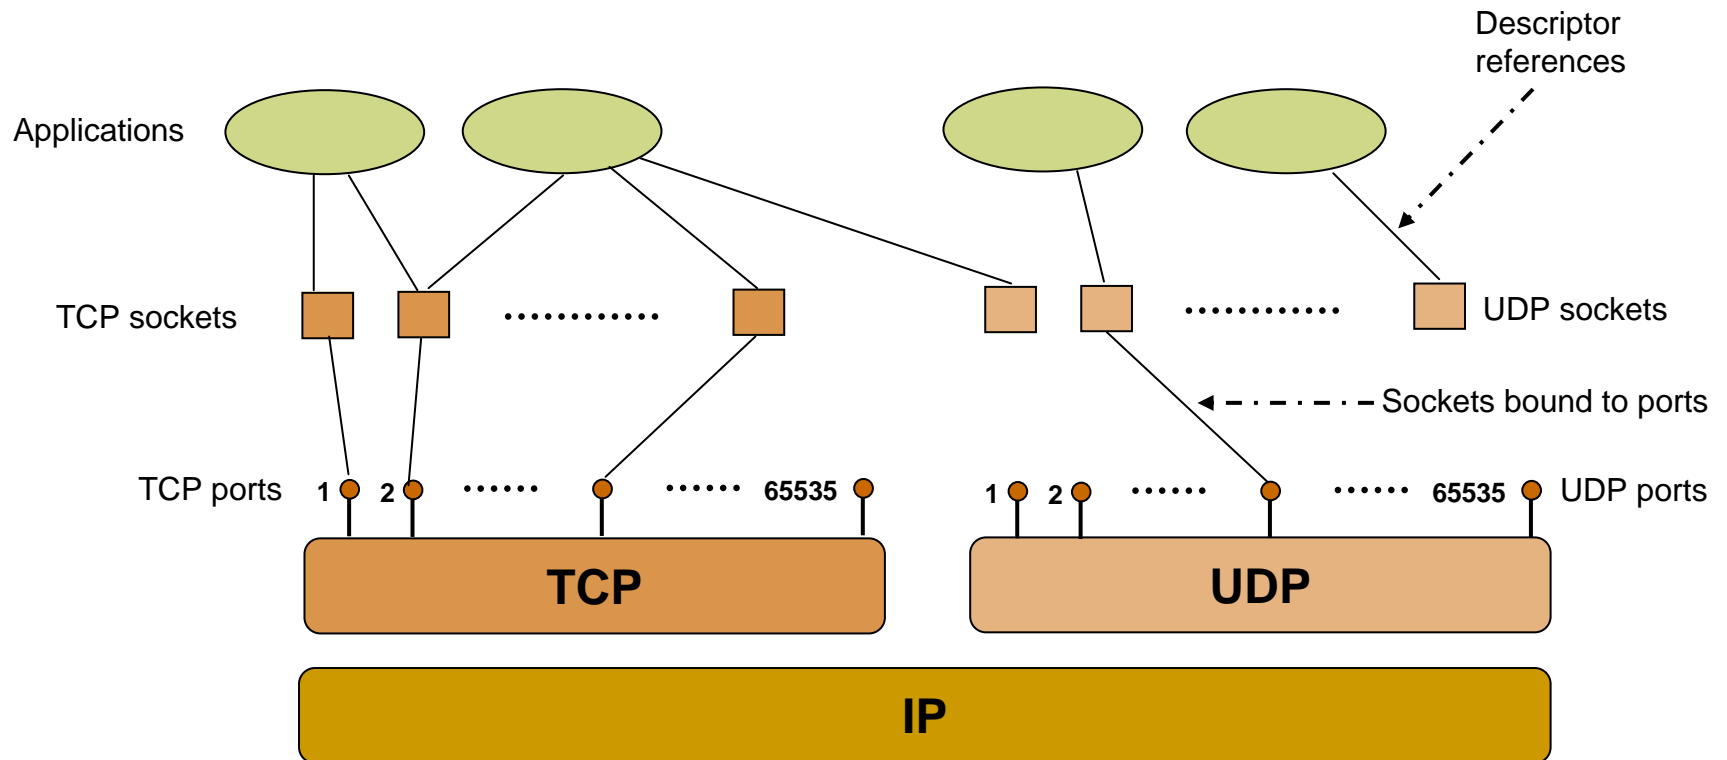 Descriptor
references
Applications
TCP sockets
UDP sockets
Sockets bound to ports
TCP ports 1 2 65535 1 2 65535 UDP ports
TCP UDP
IP